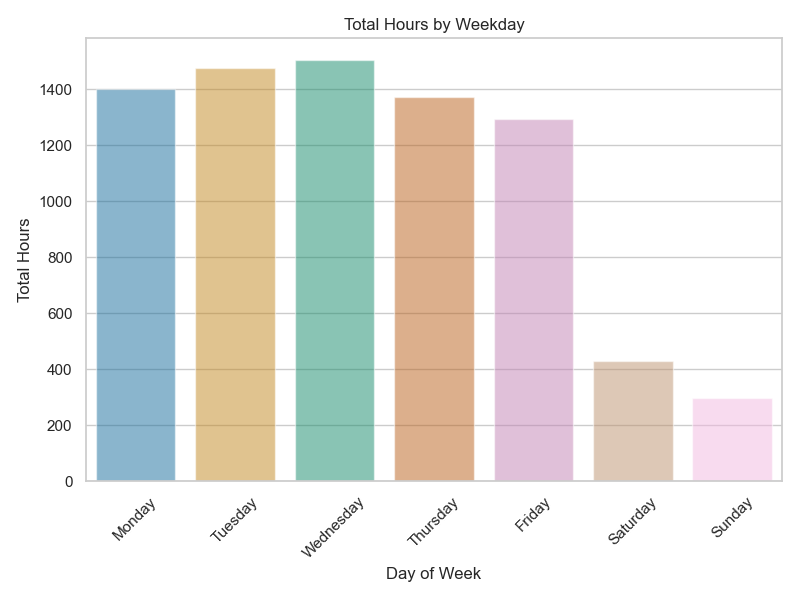 Total Hours by Weekday
Total Hours
1400
1200
1000
800
600
400
200
0
Monday
Tuesday
Wednesday
Thursday
Friday
Saturday
Sunday
Day of Week